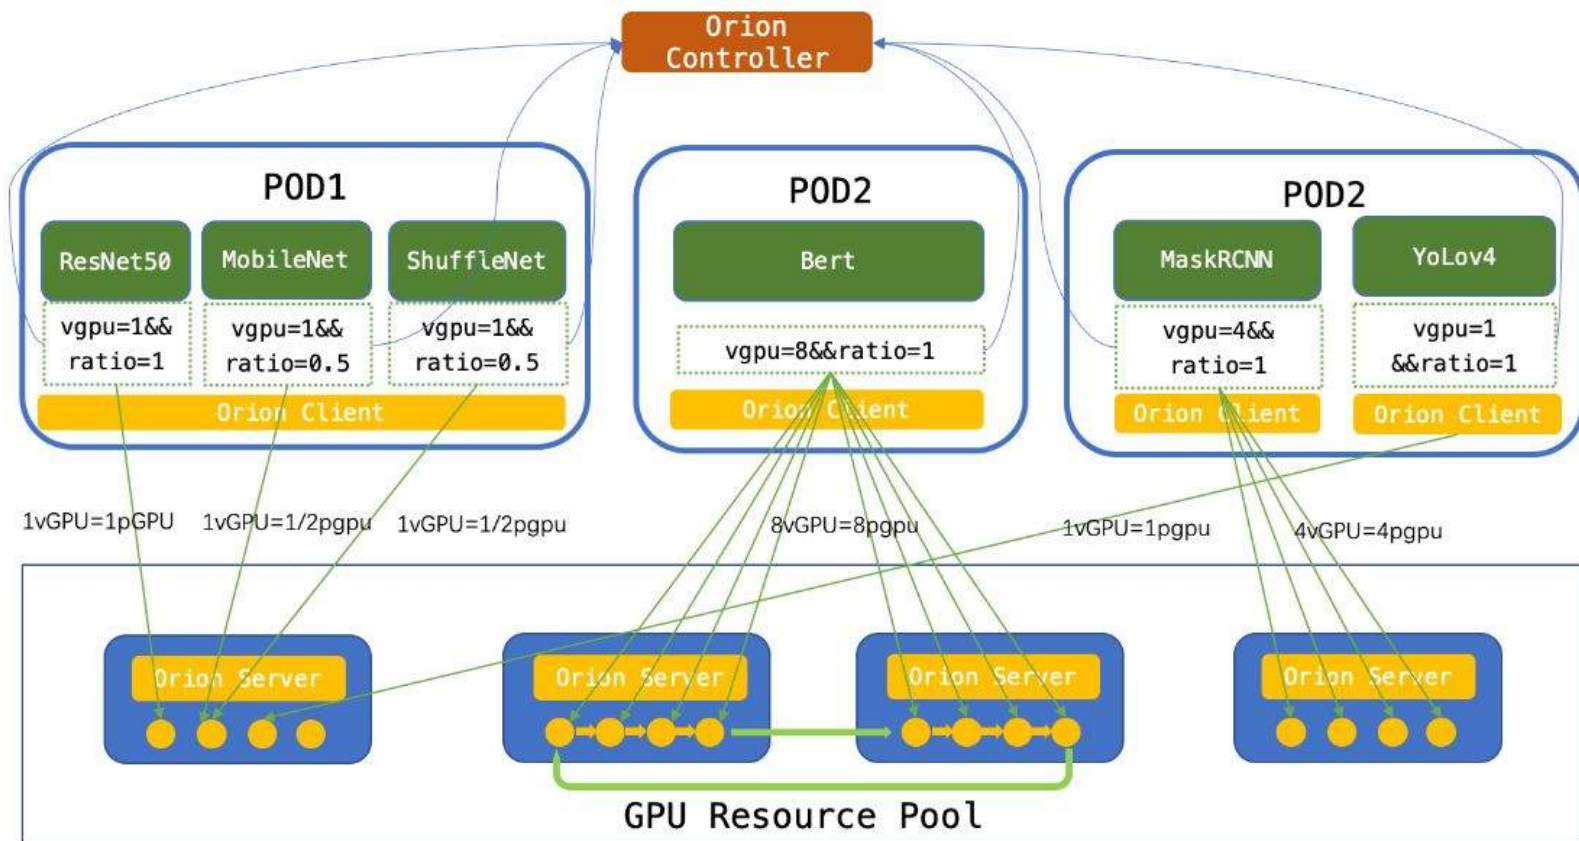 Orion
Controller
POD1
ResNet50
MobileNet
ShuffleNet
vgpu=1&&
ratio=1
vgpu=1&&
ratio=0.5
vgpu=1&&
ratio=0.5
Orion Client
POD2
Bert
vgpu=8&&ratio=1
Orion Client
POD2
MaskRCNN
YoLov4
vgpu=4&&
ratio=1
vgpu=1
&&ratio=1
Orion Client
Orion Client
1vGPU=1pGPU
1vGPU=1/2pgpu
1vGPU=1/2pgpu
8vGPU=8pgpu
1vGPU=1pgpu
4vGPU=4pgpu
Orion Server
Orion Server
Orion Server
Orion Server
GPU Resource Pool